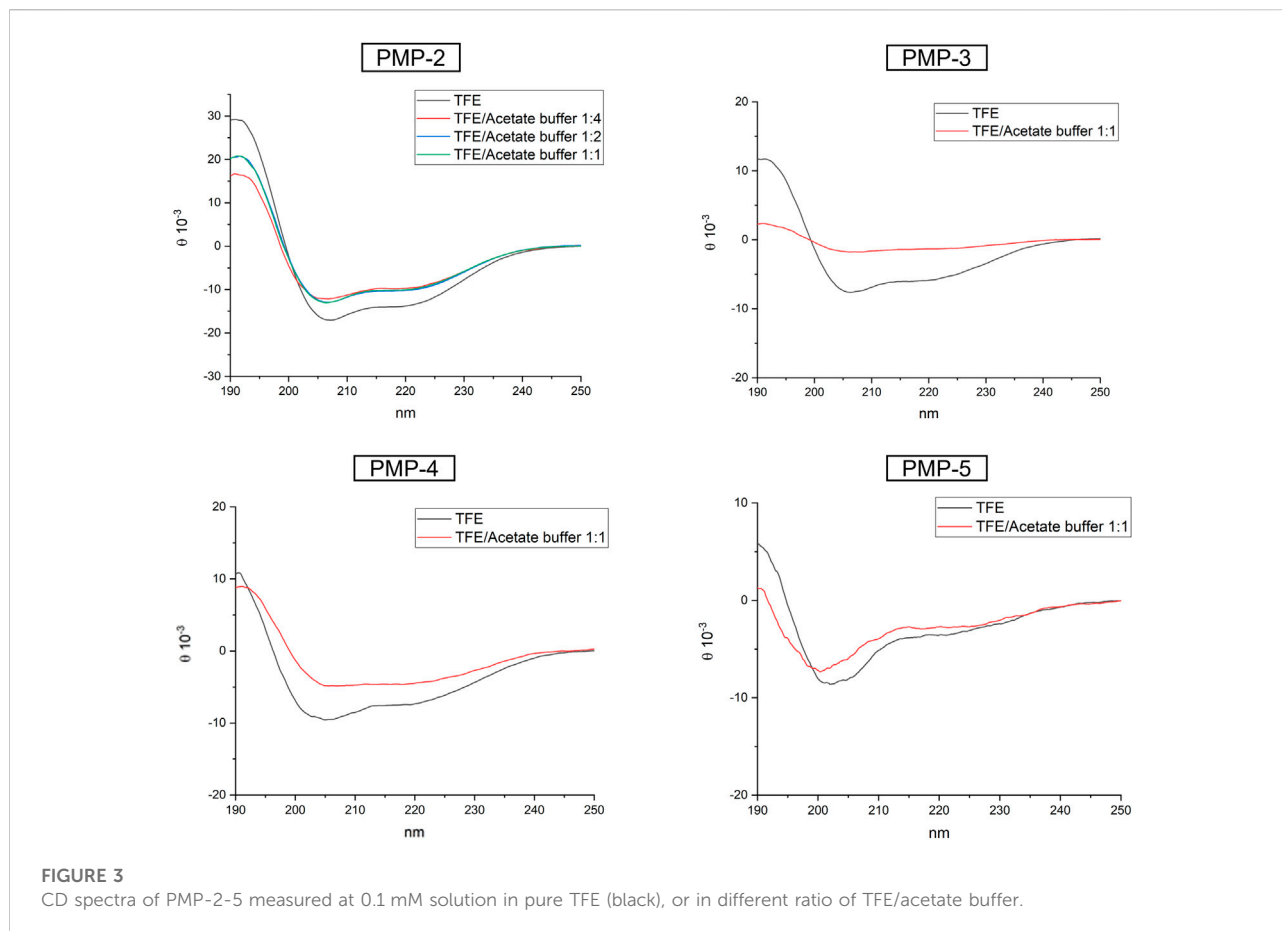 PMP-2
TFE
TFE/Acetate buffer 1:4
TFE/Acetate buffer 1:2
TFE/Acetate buffer 1:1
30
20
10
0
-10
-20
-30
θ 10⁻³
190 200 210 220 230 240 250
nm
PMP-3
TFE
TFE/Acetate buffer 1:1
20
10
0
-10
-20
θ 10⁻³
190 200 210 220 230 240 250
nm
PMP-4
TFE
TFE/Acetate buffer 1:1
20
10
0
-10
-20
θ 10⁻³
190 200 210 220 230 240 250
nm
PMP-5
TFE
TFE/Acetate buffer 1:1
10
0
-10
-20
θ 10⁻³
190 200 210 220 230 240 250
nm
FIGURE 3
CD spectra of PMP-2-5 measured at 0.1 mM solution in pure TFE (black), or in different ratio of TFE/acetate buffer.